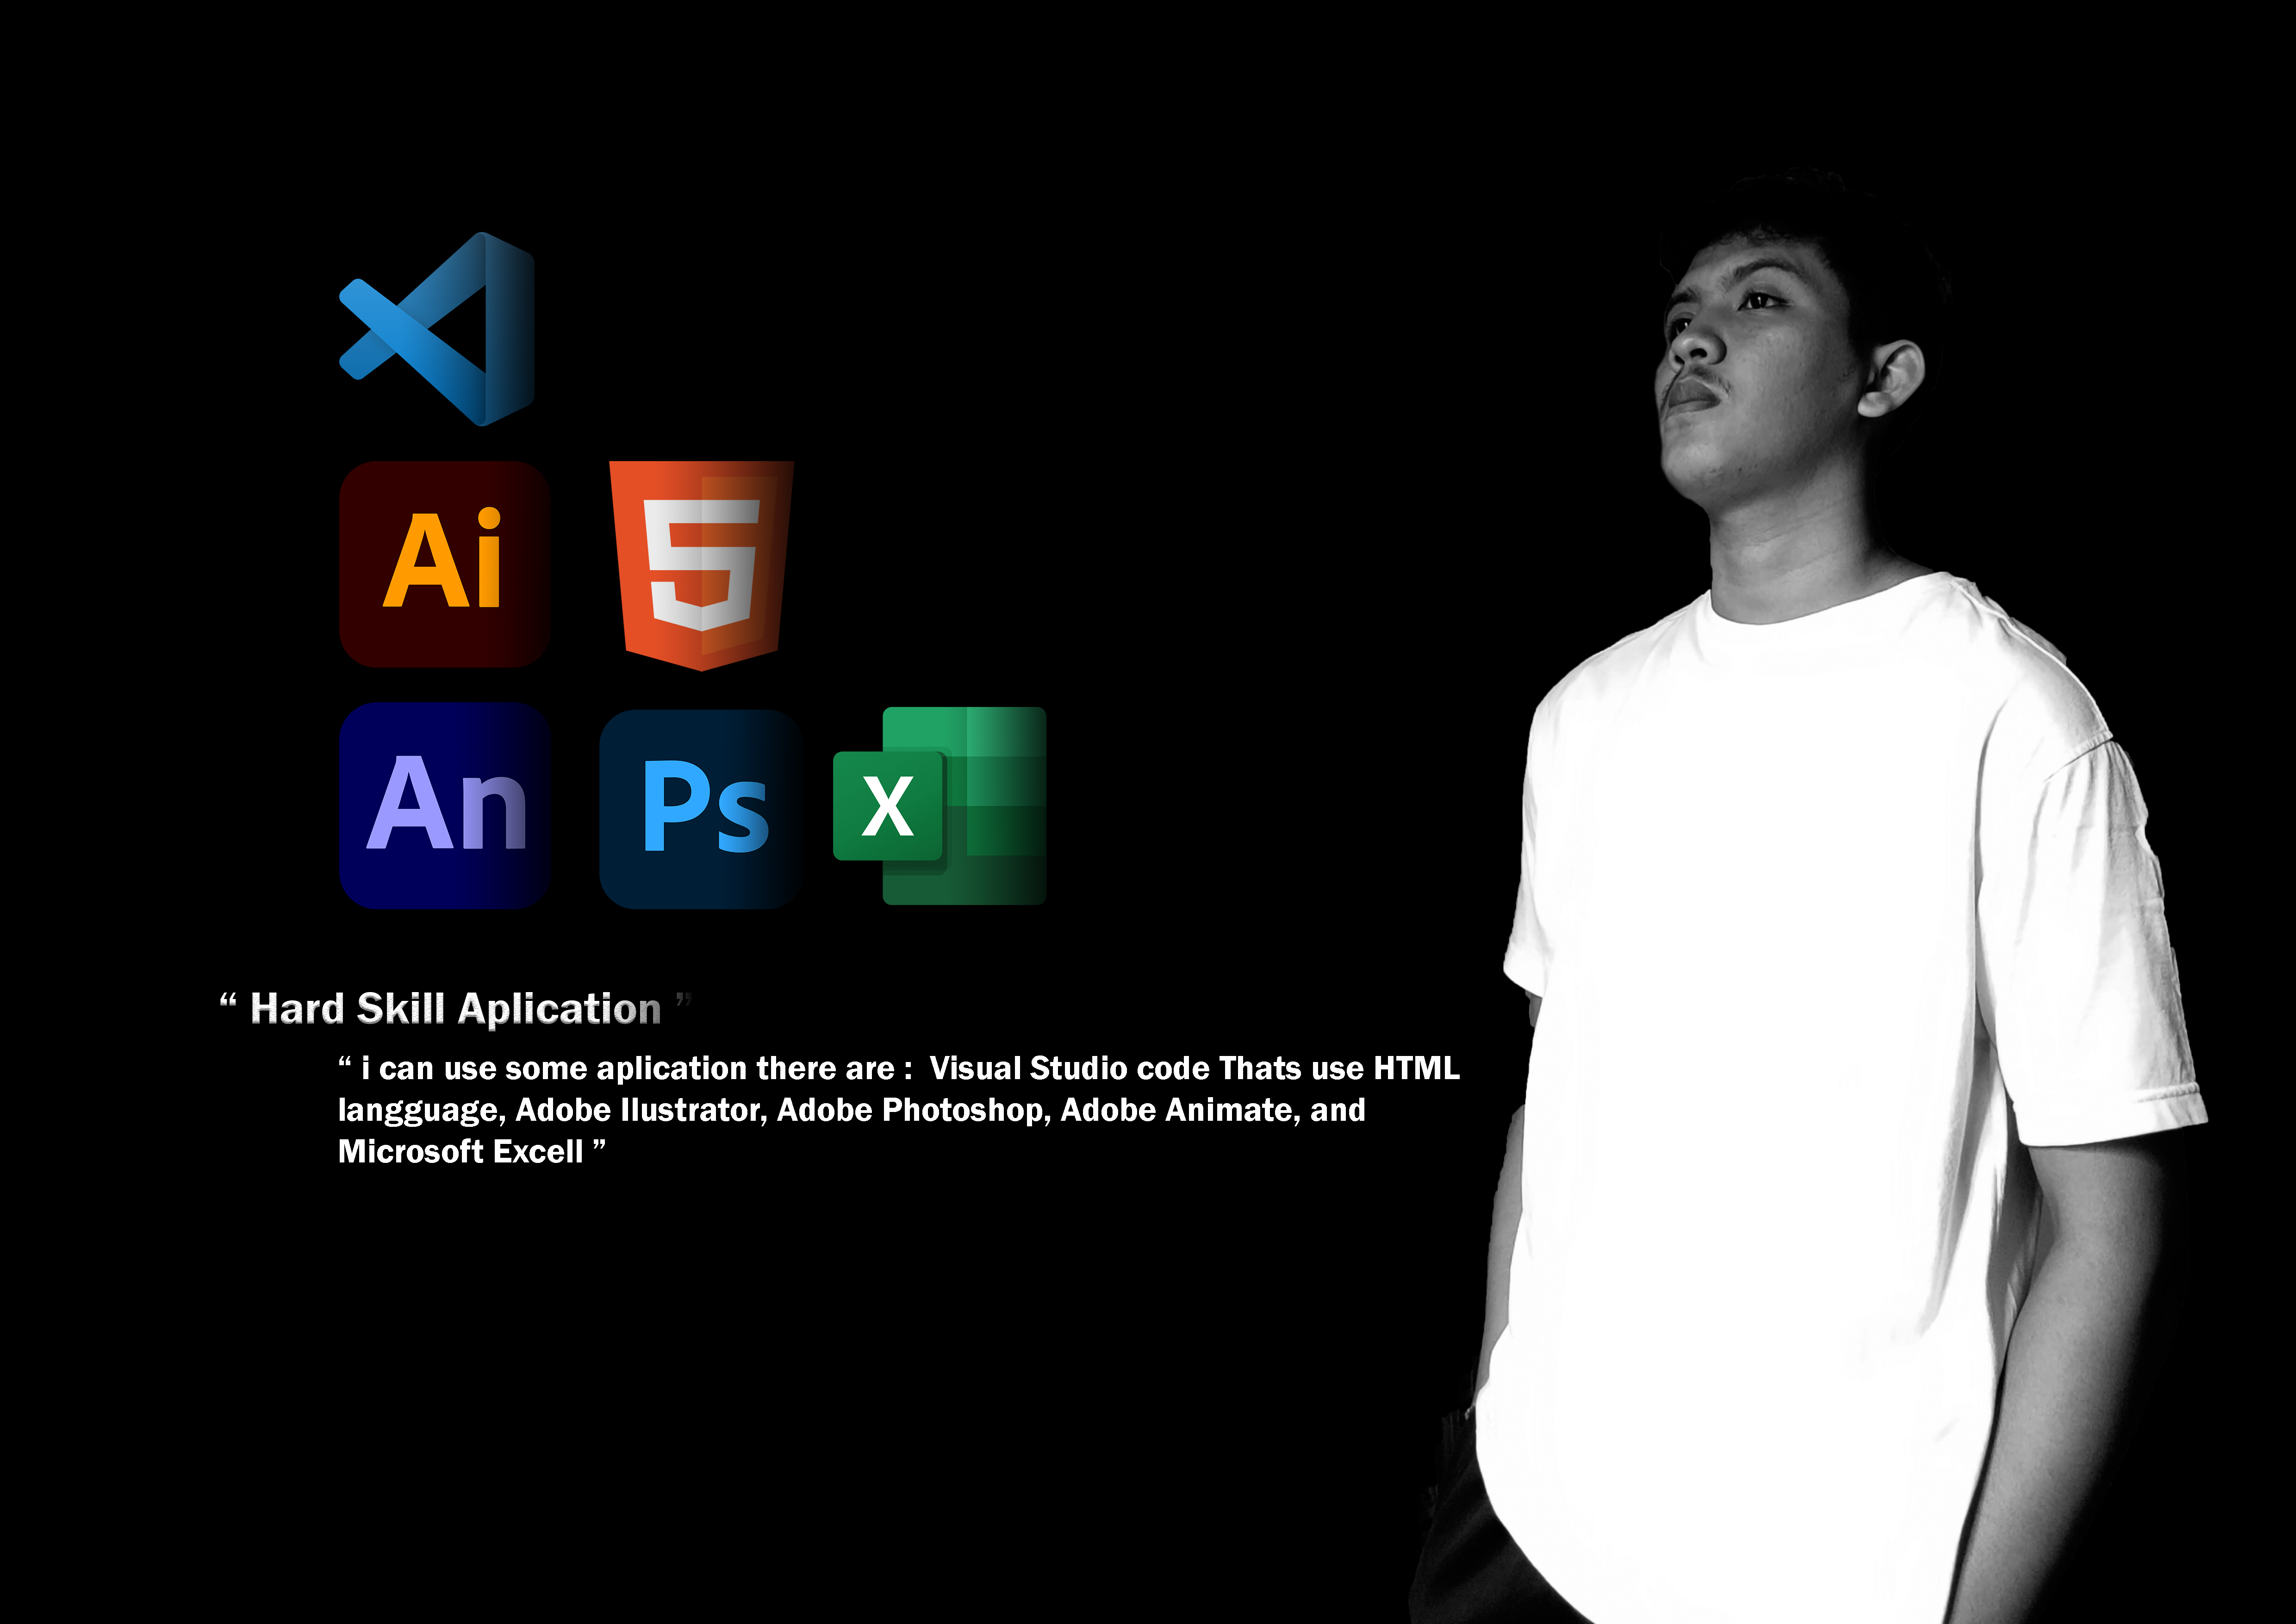 Ai
5
An
Ps
X
“ Hard Skill Aplication ”
“ i can use some aplication there are :  Visual Studio code Thats use HTML
langguage, Adobe Ilustrator, Adobe Photoshop, Adobe Animate, and
Microsoft Excell ”